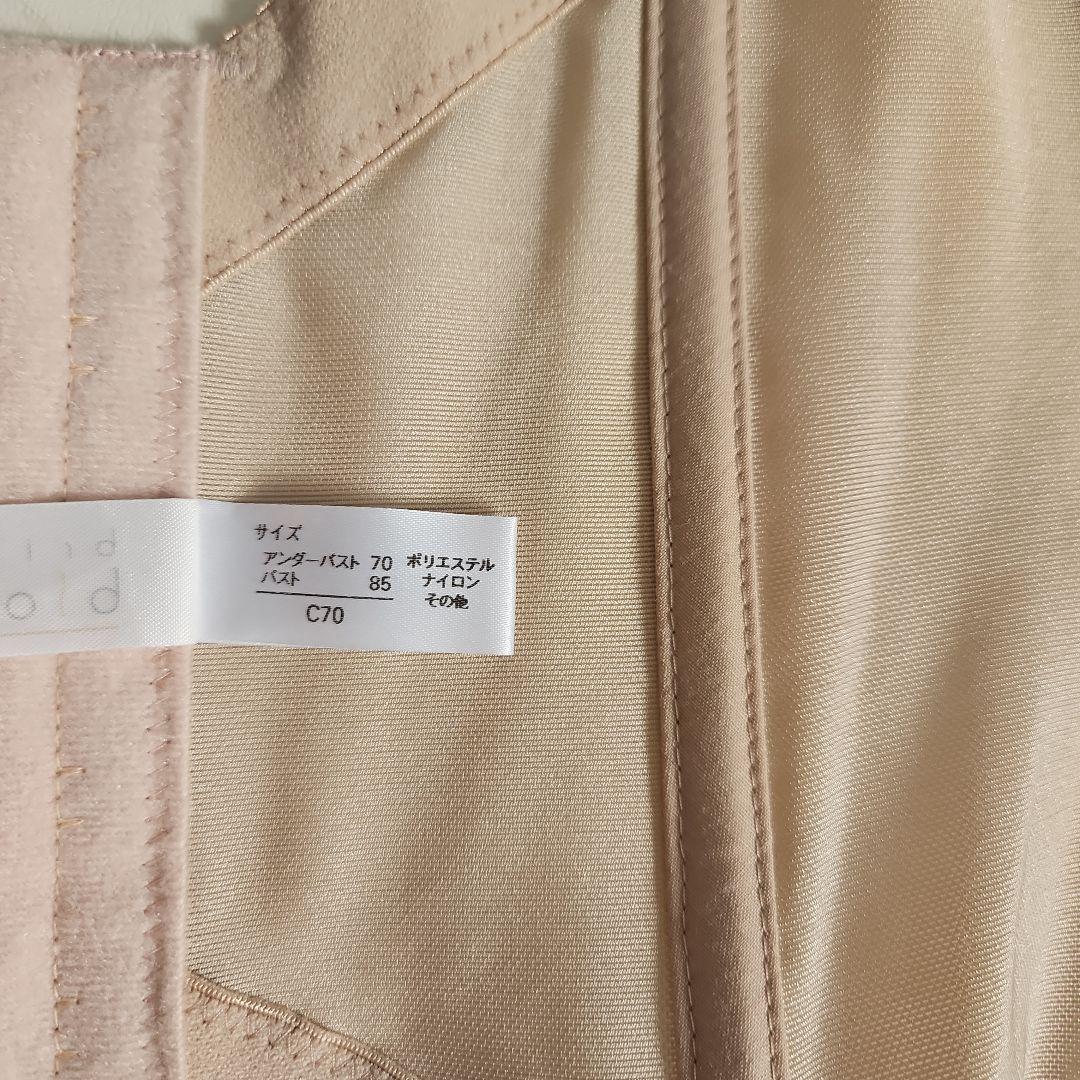 サイズ
アンダーバスト 70
バスト 85
C70
ポリエステル
ナイロン
その他